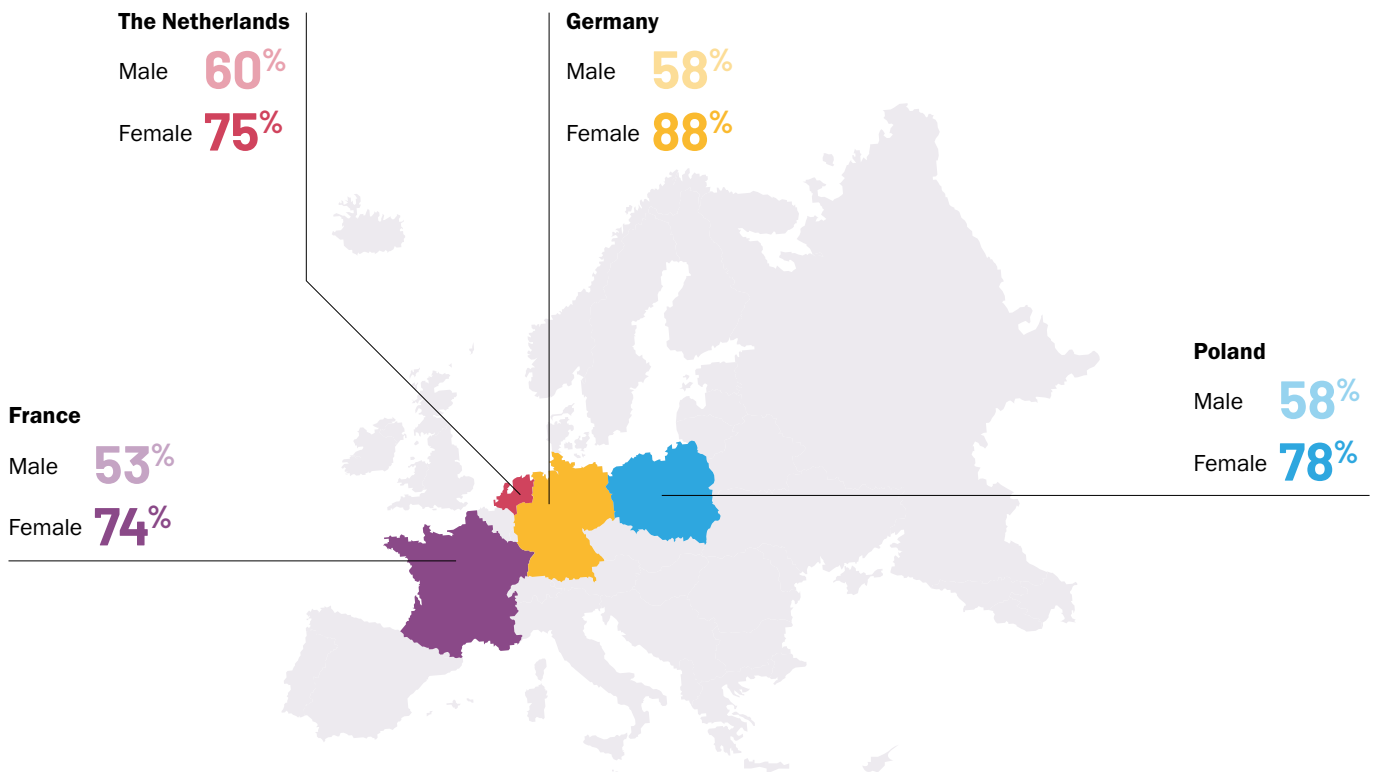 The Netherlands
Male 60%
Female 75%
Germany
Male 58%
Female 88%
Poland
Male 58%
Female 78%
France
Male 53%
Female 74%